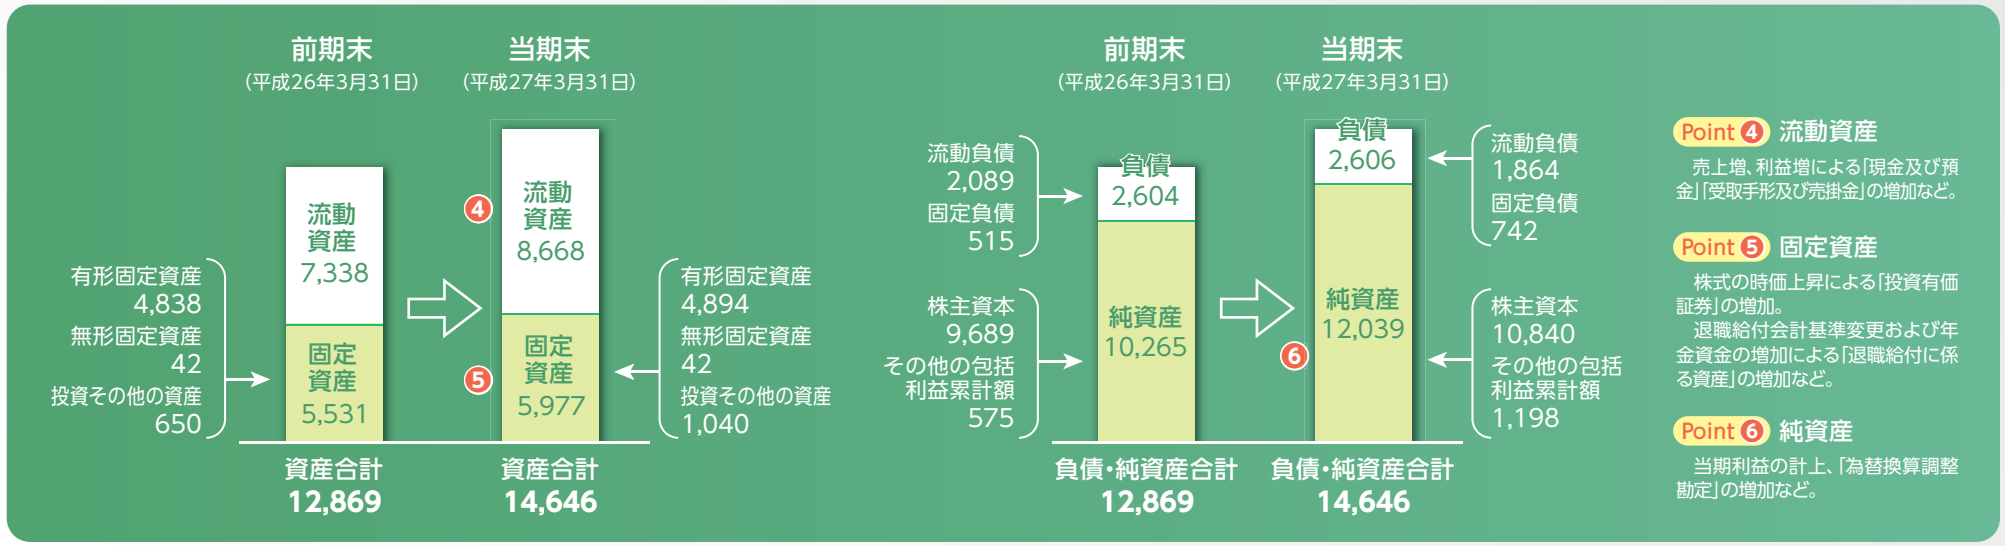 前期末
(平成26年3月31日)
当期末
(平成27年3月31日)
有形固定資産
4,838
無形固定資産
42
投資その他の資産
650
流動
資産
7,338
固定
資産
5,531
資産合計
12,869
4
流動
資産
8,668
5
固定
資産
5,977
資産合計
14,646
有形固定資産
4,894
無形固定資産
42
投資その他の資産
1,040
前期末
(平成26年3月31日)
当期末
(平成27年3月31日)
流動負債
2,089
固定負債
515
株主資本
9,689
その他の包括
利益累計額
575
負債
2,604
純資産
10,265
負債・純資産合計
12,869
負債
2,606
6
純資産
12,039
負債・純資産合計
14,646
流動負債
1,864
固定負債
742
株主資本
10,840
その他の包括
利益累計額
1,198
Point 4 流動資産
売上増、利益増による「現金及び預
金」「受取手形及び売掛金」の増加など。
Point 5 固定資産
株式の時価上昇による「投資有価
証券」の増加。
退職給付会計基準変更および年
金資金の増加による「退職給付に係
る資産」の増加など。
Point 6 純資産
当期利益の計上、「為替換算調整
勘定」の増加など。